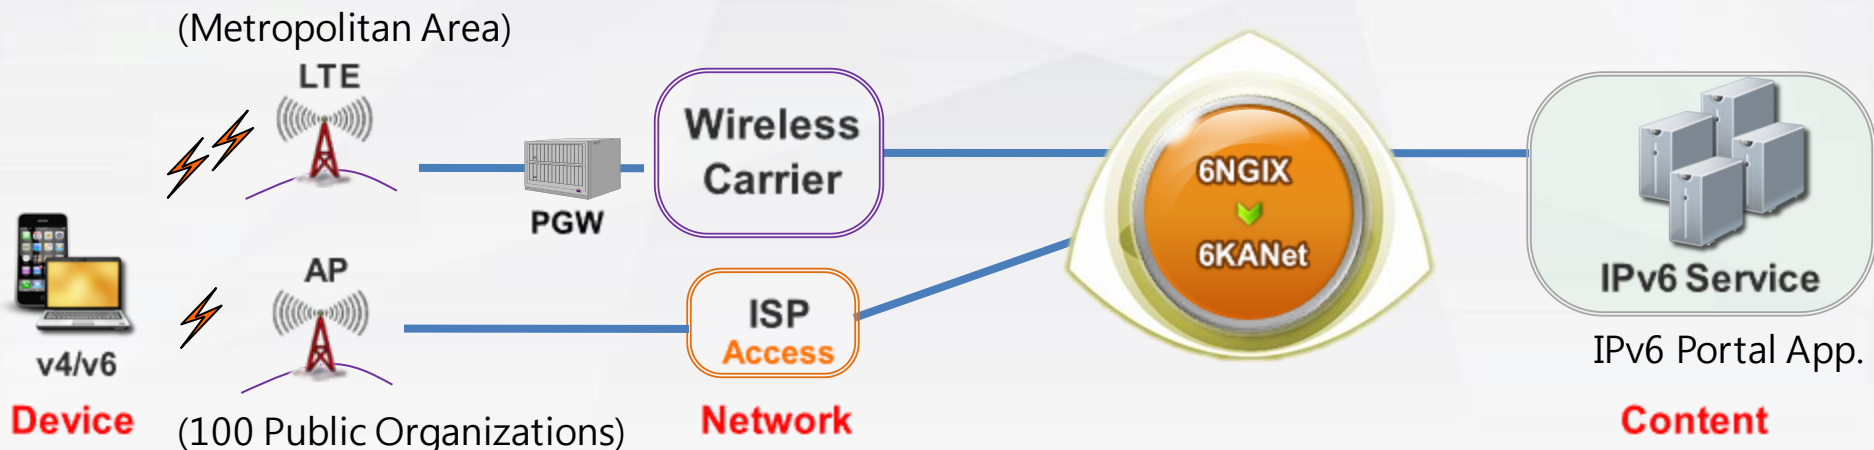 (Metropolitan Area)
LTE
Wireless
Carrier
PGW
6NGIX
6KANet
IPv6 Service
IPv6 Portal App.
AP
ISP
Access
v4/v6
Device
(100 Public Organizations)
Network
Content